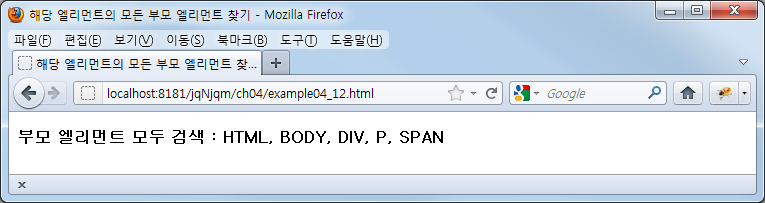 해당 엘리먼트의 모든 부모 엘리먼트 찾기 - Mozilla Firefox
파일(F) 편집(E) 보기(V) 이동(S) 북마크(B) 도구(T) 도움말(H)
해당 엘리먼트의 모든 부모 엘리먼트 찾...
localhost:8181/jqNjqm/ch04/example04_12.html Google
부모 엘리먼트 모두 검색 : HTML, BODY, DIV, P, SPAN